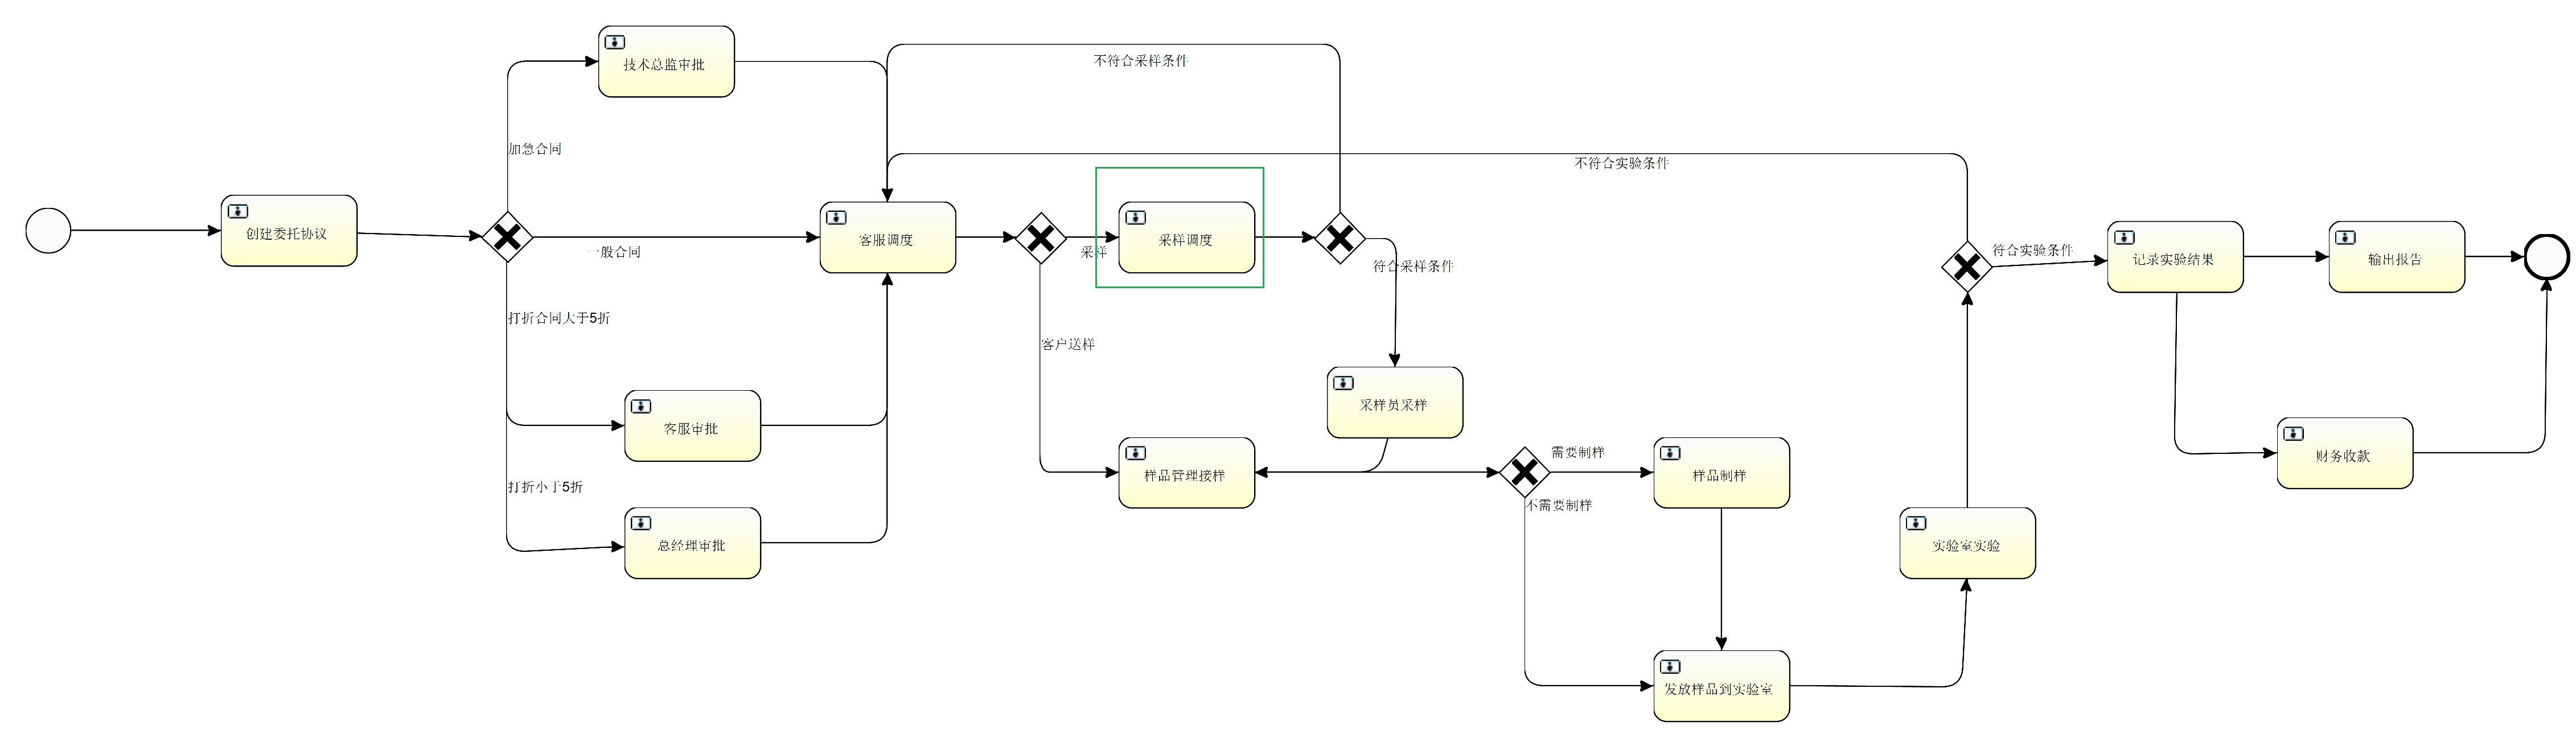 技术总监审批
不符合采样条件
加急合同
不符合实验条件
创建委托协议
一般合同
客服调度
采样
采样调度
符合采样条件
符合实验条件
记录实验结果
输出报告
打折合同大于5折
客户送样
客服审批
采样员采样
需要制样
财务收款
样品管理接样
样品制样
打折小于5折
不需要制样
总经理审批
实验室实验
发放样品到实验室